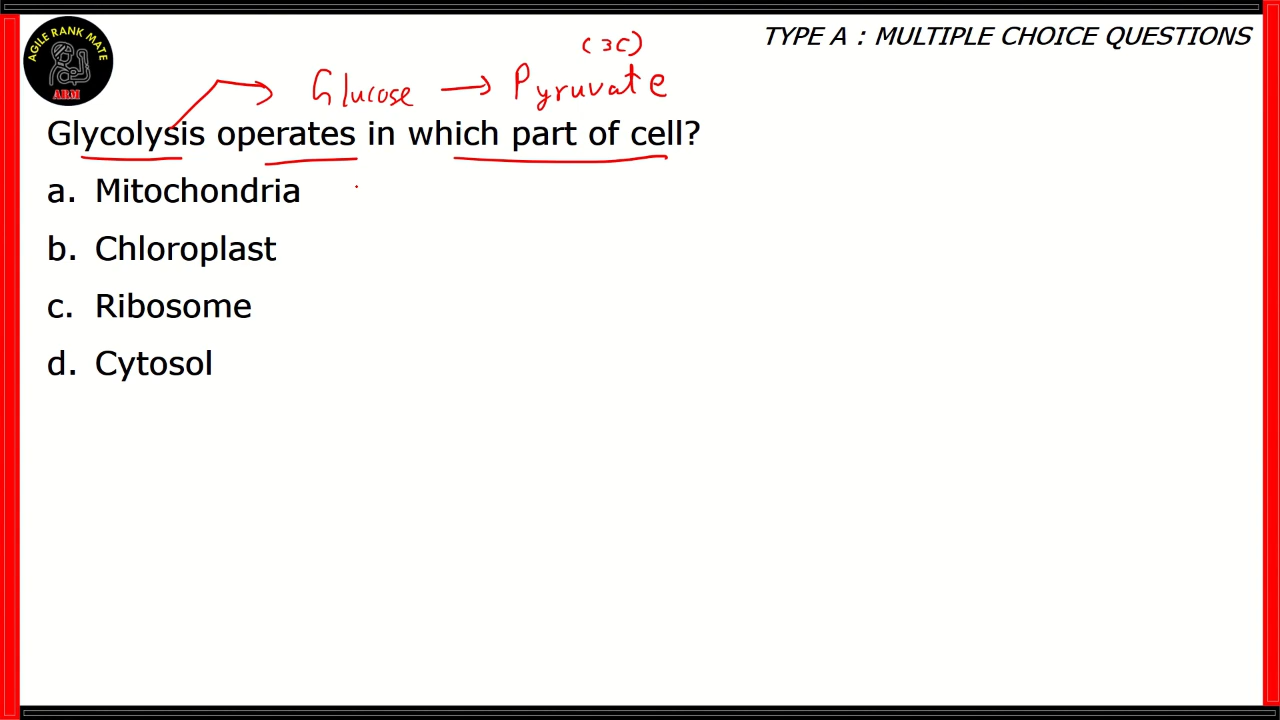 AGILE RANK MATE
ARM
TYPE A : MULTIPLE CHOICE QUESTIONS
(3C)
Glucose → Pyruvate
Glycolysis operates in which part of cell?
a. Mitochondria
b. Chloroplast
c. Ribosome
d. Cytosol